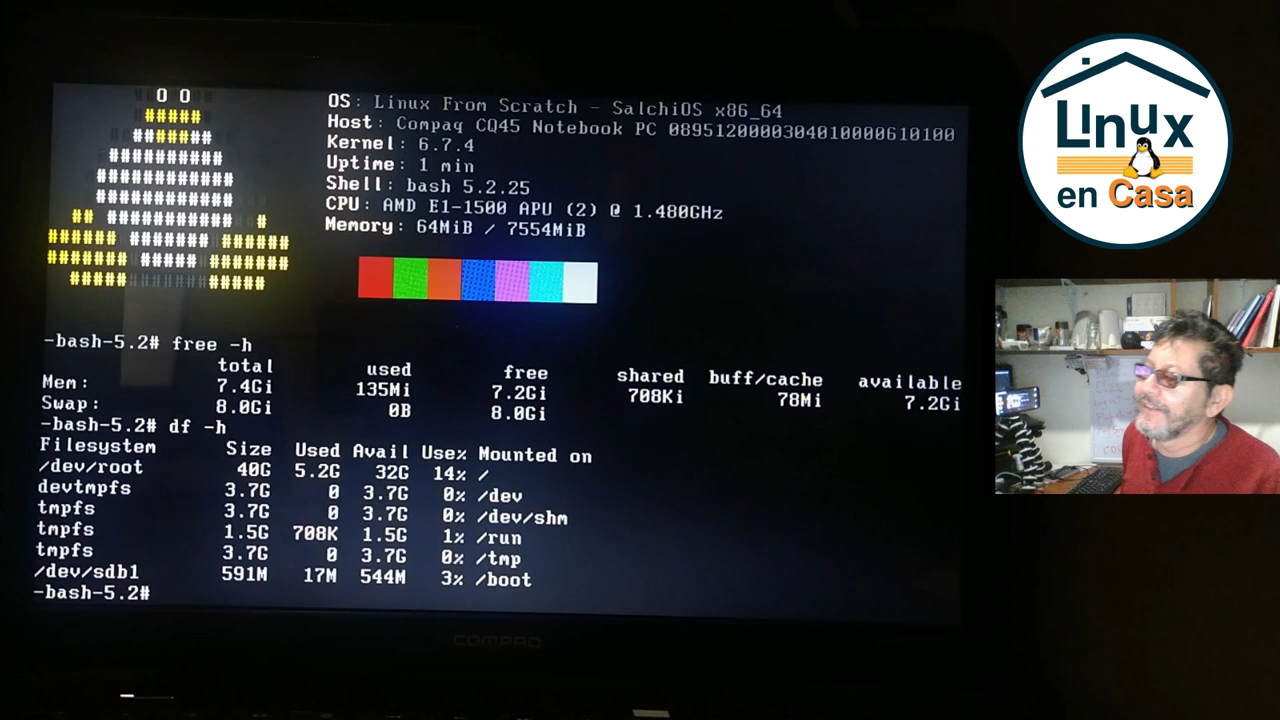 O O
#####
OS: Linux From Scratch - SalchiOS x86_64
Host: Compaq CQ45 Notebook PC 0895120000304010000610100
Kernel: 6.7.4
Uptime: 1 min
Shell: bash 5.2.25
CPU: AMD E1-1500 APU (2) @ 1.480GHz
Memory: 64MiB / 7554MiB
-bash-5.2# free -h
total used free shared buff/cache available
Mem: 7.4Gi 135Mi 7.2Gi 708Ki 78Mi 7.2Gi
Swap: 8.0Gi 0B 8.0Gi
-bash-5.2# df -h
Filesystem Size Used Avail Use% Mounted on
/dev/root 40G 5.2G 32G 14% /
devtmpfs 3.7G 0 3.7G 0% /dev
tmpfs 3.7G 0 3.7G 0% /dev/shm
tmpfs 1.5G 708K 1.5G 1% /run
tmpfs 3.7G 0 3.7G 0% /tmp
/dev/sdb1 591M 17M 544M 3% /boot
-bash-5.2#
COMPAQ
Linux
en Casa